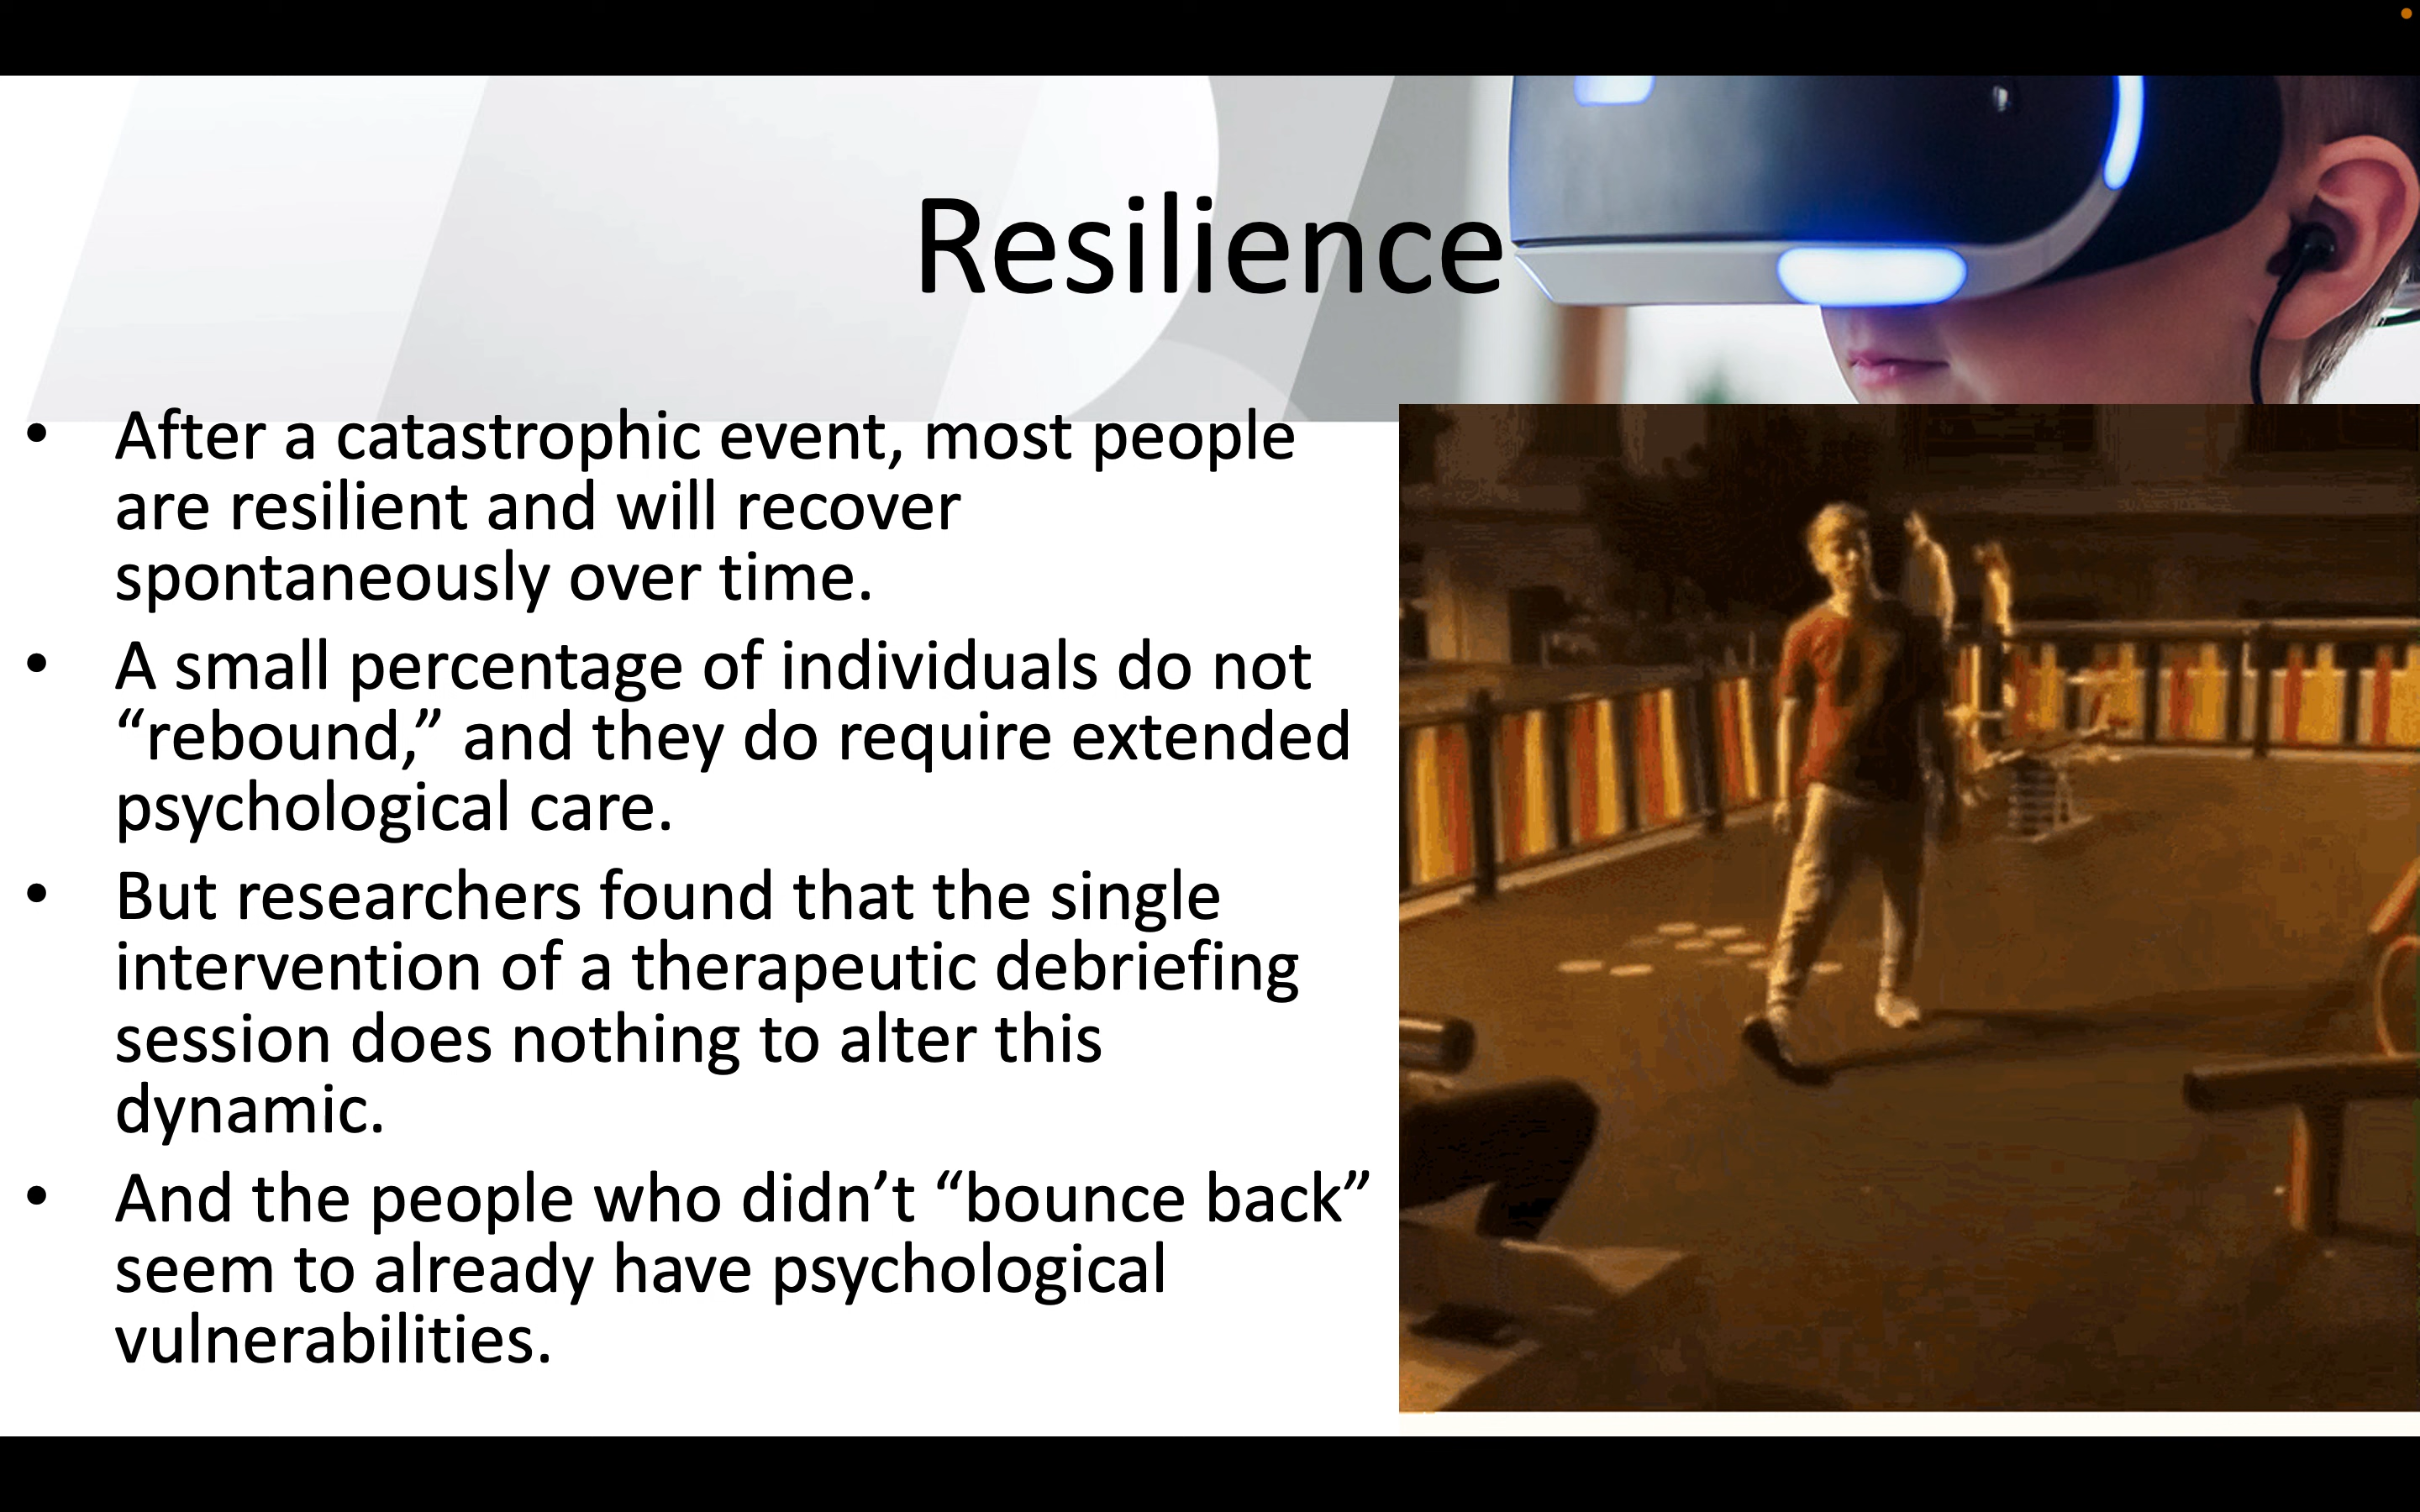 Resilience
• After a catastrophic event, most people
are resilient and will recover
spontaneously over time.
• A small percentage of individuals do not
“rebound,” and they do require extended
psychological care.
• But researchers found that the single
intervention of a therapeutic debriefing
session does nothing to alter this
dynamic.
• And the people who didn’t “bounce back”
seem to already have psychological
vulnerabilities.